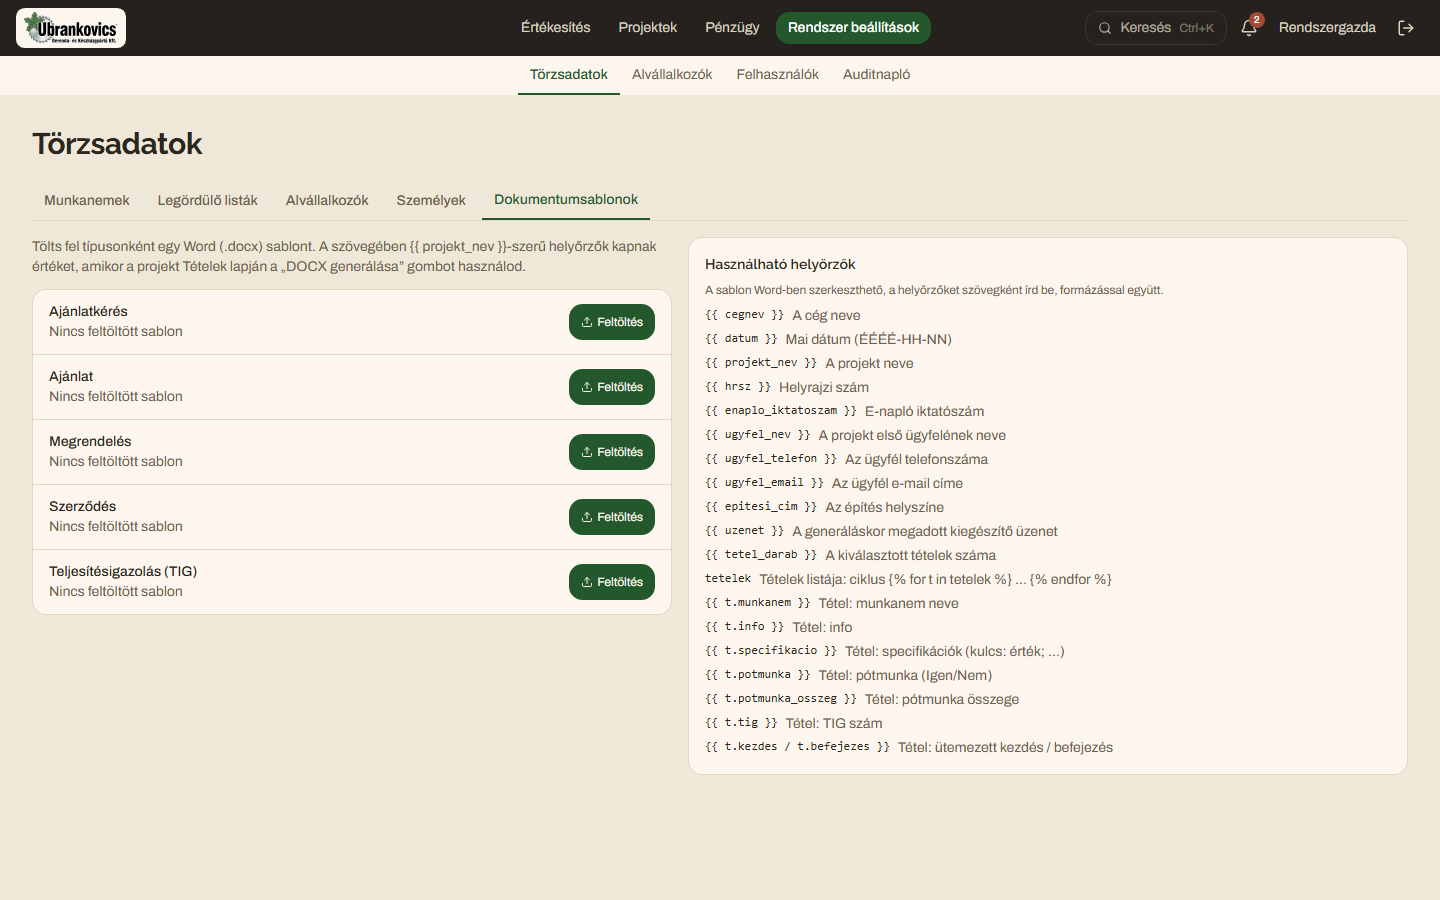 Ubrankovics
Gerenda- és Készházgyártó Kft.
Értékesítés
Projektek
Pénzügy
Rendszer beállítások
Keresés Ctrl+K
2
Rendszergazda
Törzsadatok
Alvállalkozók
Felhasználók
Auditnapló
Törzsadatok
Munkanemek
Legördülő listák
Alvállalkozók
Személyek
Dokumentumsablonok
Tölts fel típusonként egy Word (.docx) sablont. A szövegében {{ projekt_nev }}-szerű helyőrzők kapnak
értéket, amikor a projekt Tételek lapján a „DOCX generálása” gombot használod.
Ajánlatkérés
Nincs feltöltött sablon
Feltöltés
Ajánlat
Nincs feltöltött sablon
Feltöltés
Megrendelés
Nincs feltöltött sablon
Feltöltés
Szerződés
Nincs feltöltött sablon
Feltöltés
Teljesítésigazolás (TIG)
Nincs feltöltött sablon
Feltöltés
Használható helyőrzők
A sablon Word-ben szerkeszthető, a helyőrzőket szövegként írd be, formázással együtt.
{{ cegnev }} A cég neve
{{ datum }} Mai dátum (ÉÉÉÉ-HH-NN)
{{ projekt_nev }} A projekt neve
{{ hrsz }} Helyrajzi szám
{{ enaplo_iktatoszam }} E-napló iktatószám
{{ ugyfel_nev }} A projekt első ügyfelének neve
{{ ugyfel_telefon }} Az ügyfél telefonszáma
{{ ugyfel_email }} Az ügyfél e-mail címe
{{ epitesi_cim }} Az építés helyszíne
{{ uzenet }} A generáláskor megadott kiegészítő üzenet
{{ tetel_darab }} A kiválasztott tételek száma
tetelek Tételek listája: ciklus {% for t in tetelek %} ... {% endfor %}
{{ t.munkanem }} Tétel: munkanem neve
{{ t.info }} Tétel: info
{{ t.specifikacio }} Tétel: specifikációk (kulcs: érték; ...)
{{ t.potmunka }} Tétel: pótmunka (Igen/Nem)
{{ t.potmunka_osszeg }} Tétel: pótmunka összege
{{ t.tig }} Tétel: TIG szám
{{ t.kezdes / t.befejezes }} Tétel: ütemezett kezdés / befejezés